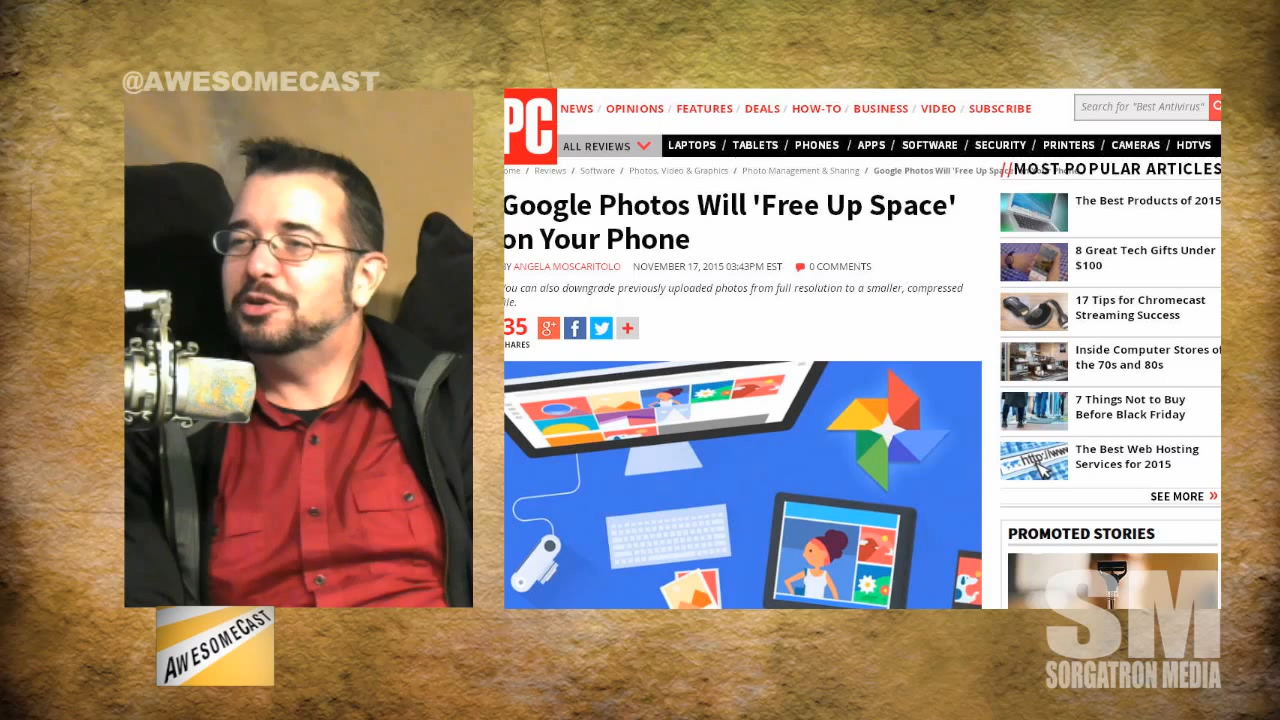 @AWESOMECAST
PC
NEWS / OPINIONS / FEATURES / DEALS / HOW-TO / BUSINESS / VIDEO / SUBSCRIBE
Search for "Best Antivirus"
ALL REVIEWS
LAPTOPS / TABLETS / PHONES / APPS / SOFTWARE / SECURITY / PRINTERS / CAMERAS / HDTVS
ome / Reviews / Software / Photos, Video & Graphics / Photo Management & Sharing / Google Photos Will 'Free Up
Google Photos Will 'Free Up Space'
on Your Phone
BY ANGELA MOSCARITOLO NOVEMBER 17, 2015 03:43PM EST 0 COMMENTS
You can also downgrade previously uploaded photos from full resolution to a smaller, compressed
ile.
35
HARES
g+ f +
//MOST POPULAR ARTICLES
The Best Products of 2015
8 Great Tech Gifts Under
$100
17 Tips for Chromecast
Streaming Success
Inside Computer Stores of
the 70s and 80s
7 Things Not to Buy
Before Black Friday
http://www
The Best Web Hosting
Services for 2015
SEE MORE »
PROMOTED STORIES
AWESOMECAST
SM
SORGATRON MEDIA